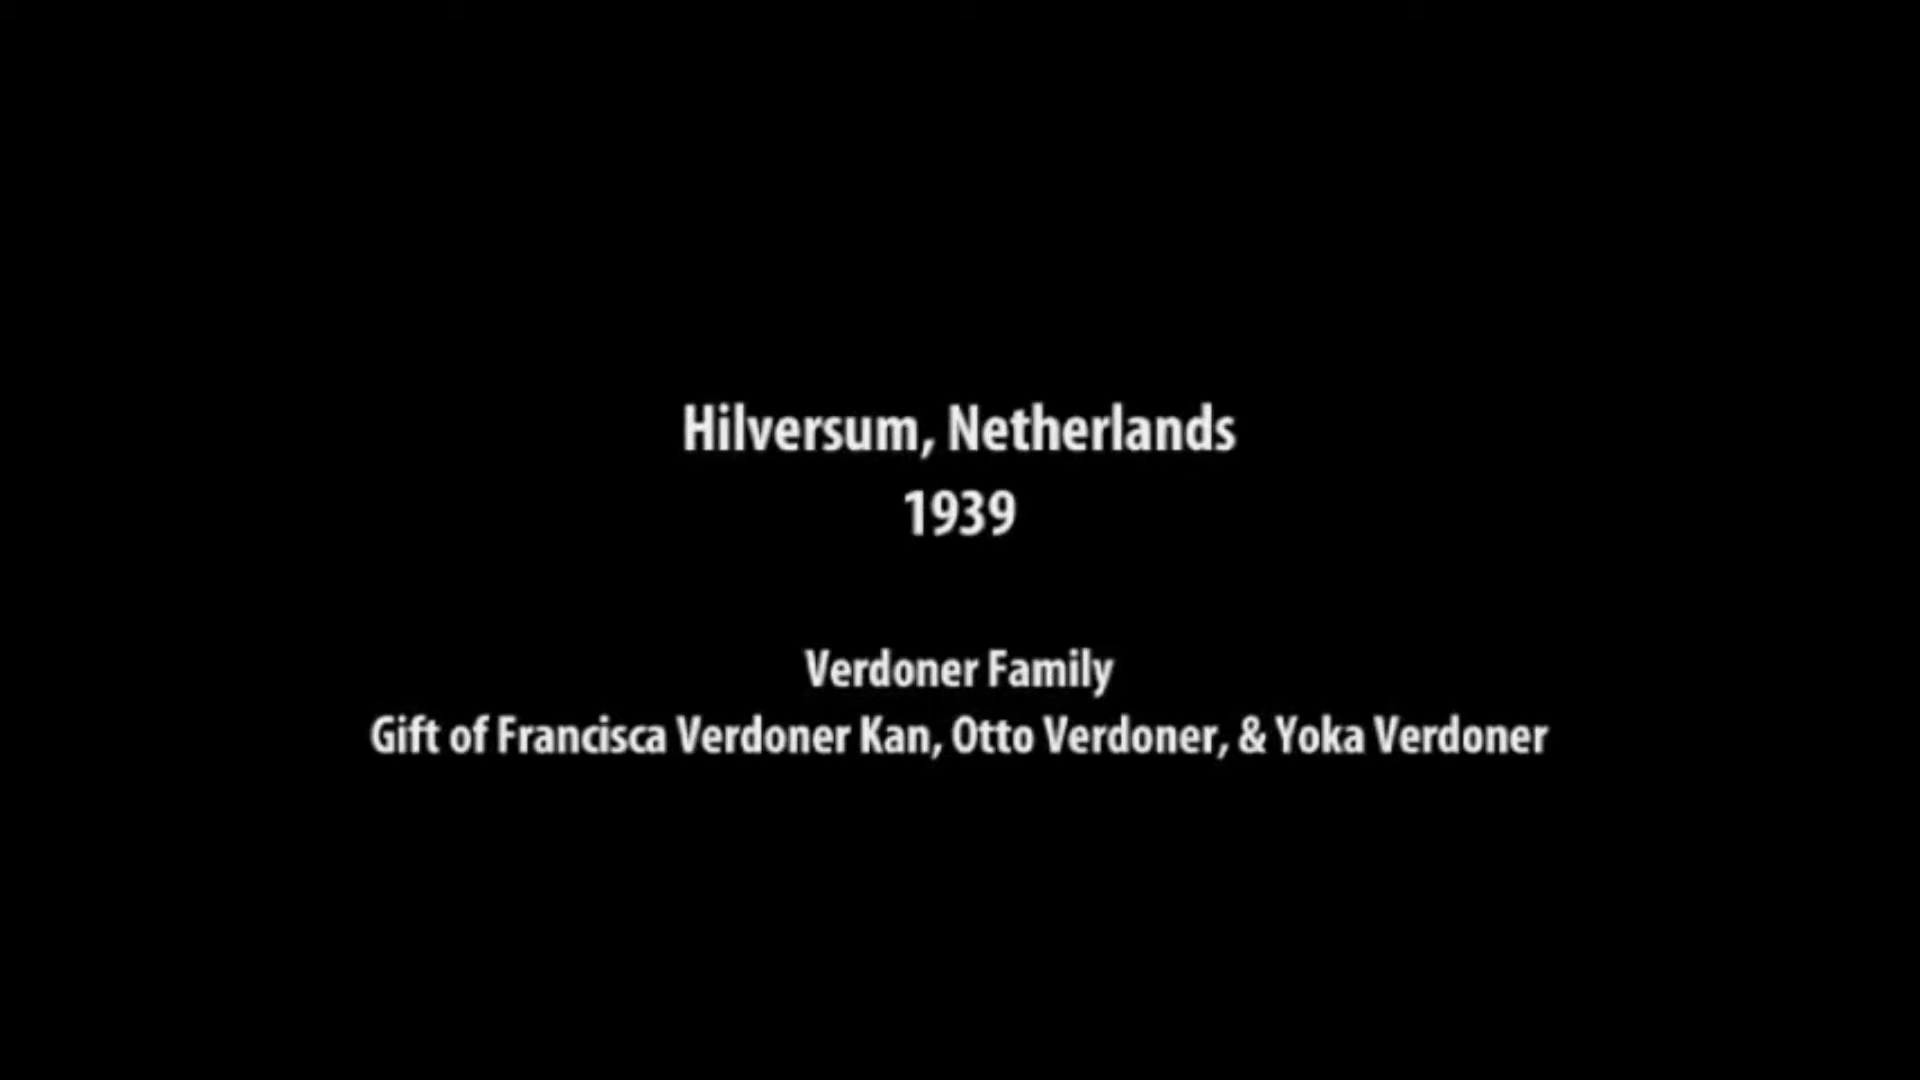 Hilversum, Netherlands
1939
Verdoner Family
Gift of Francisca Verdoner Kan, Otto Verdoner, & Yoka Verdoner